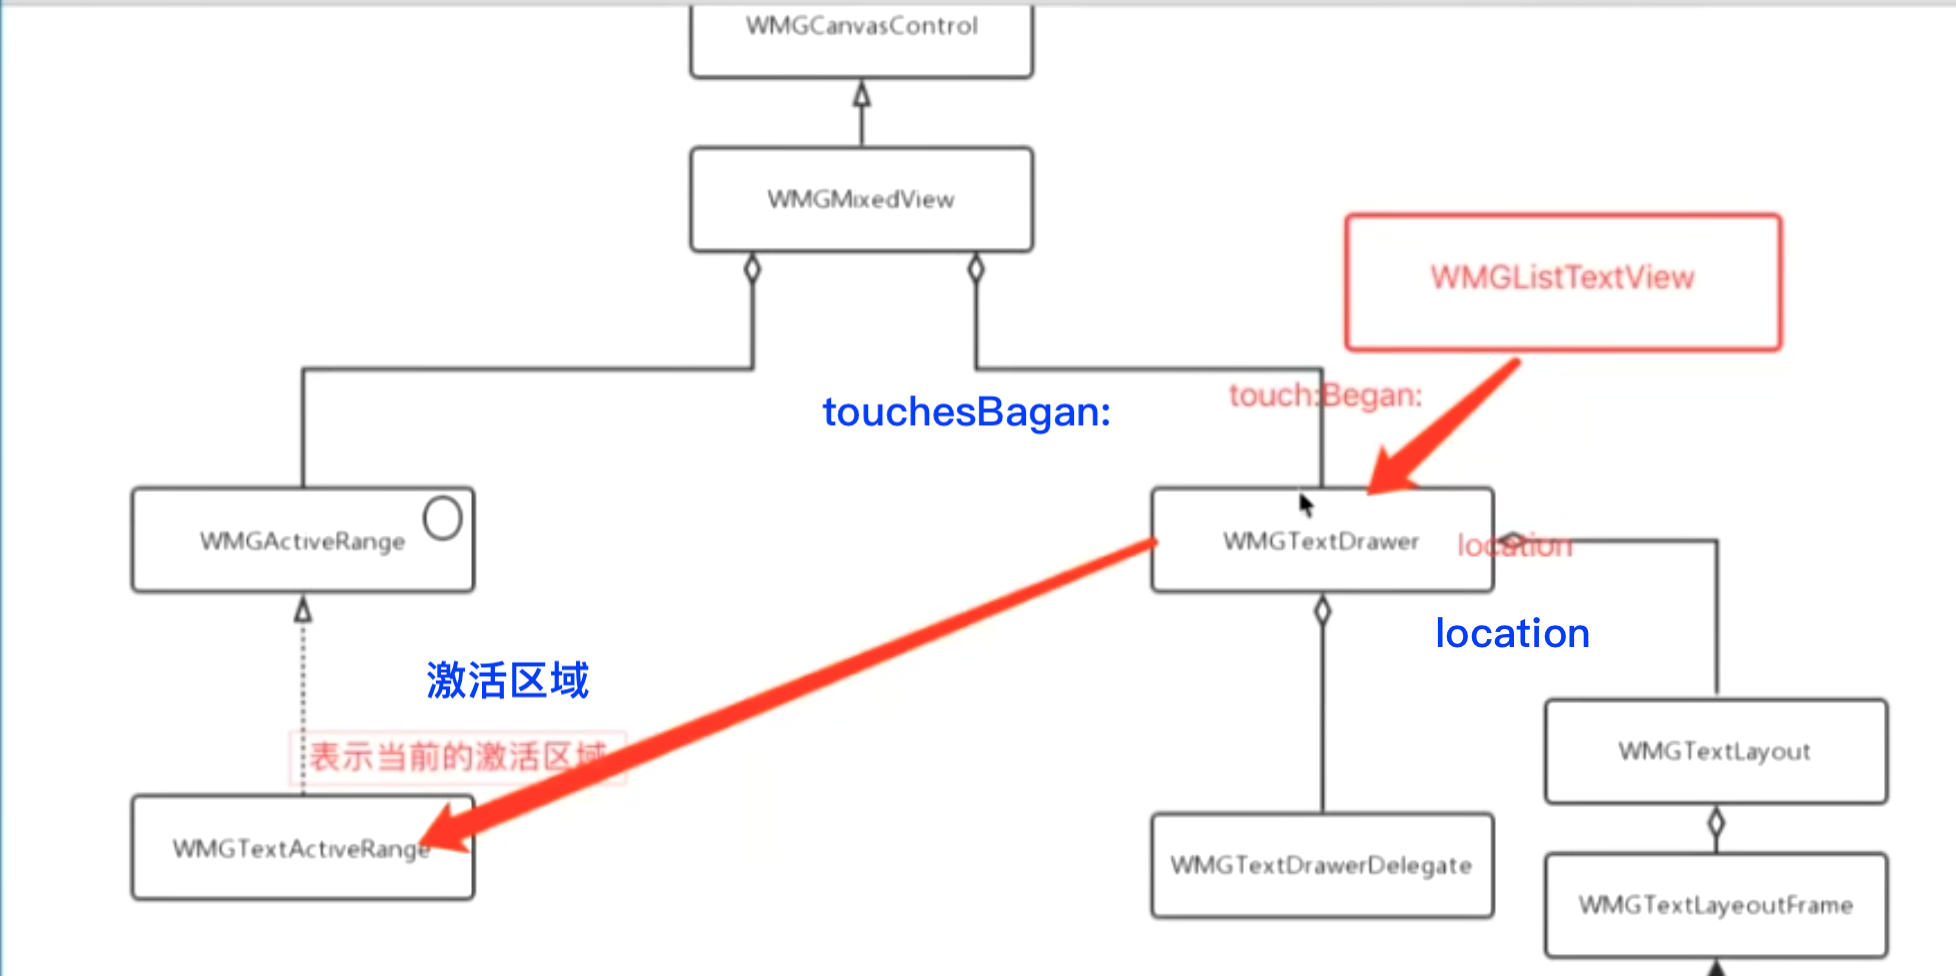 WMGCanvasControl
WMGMixedView
WMGListTextView
touch:Began:
touchesBagan:
WMGActiveRange
WMGTextDrawer
location
location
激活区域
表示当前的激活区域
WMGTextLayout
WMGTextActiveRange
WMGTextDrawerDelegate
WMGTextLayeoutFrame